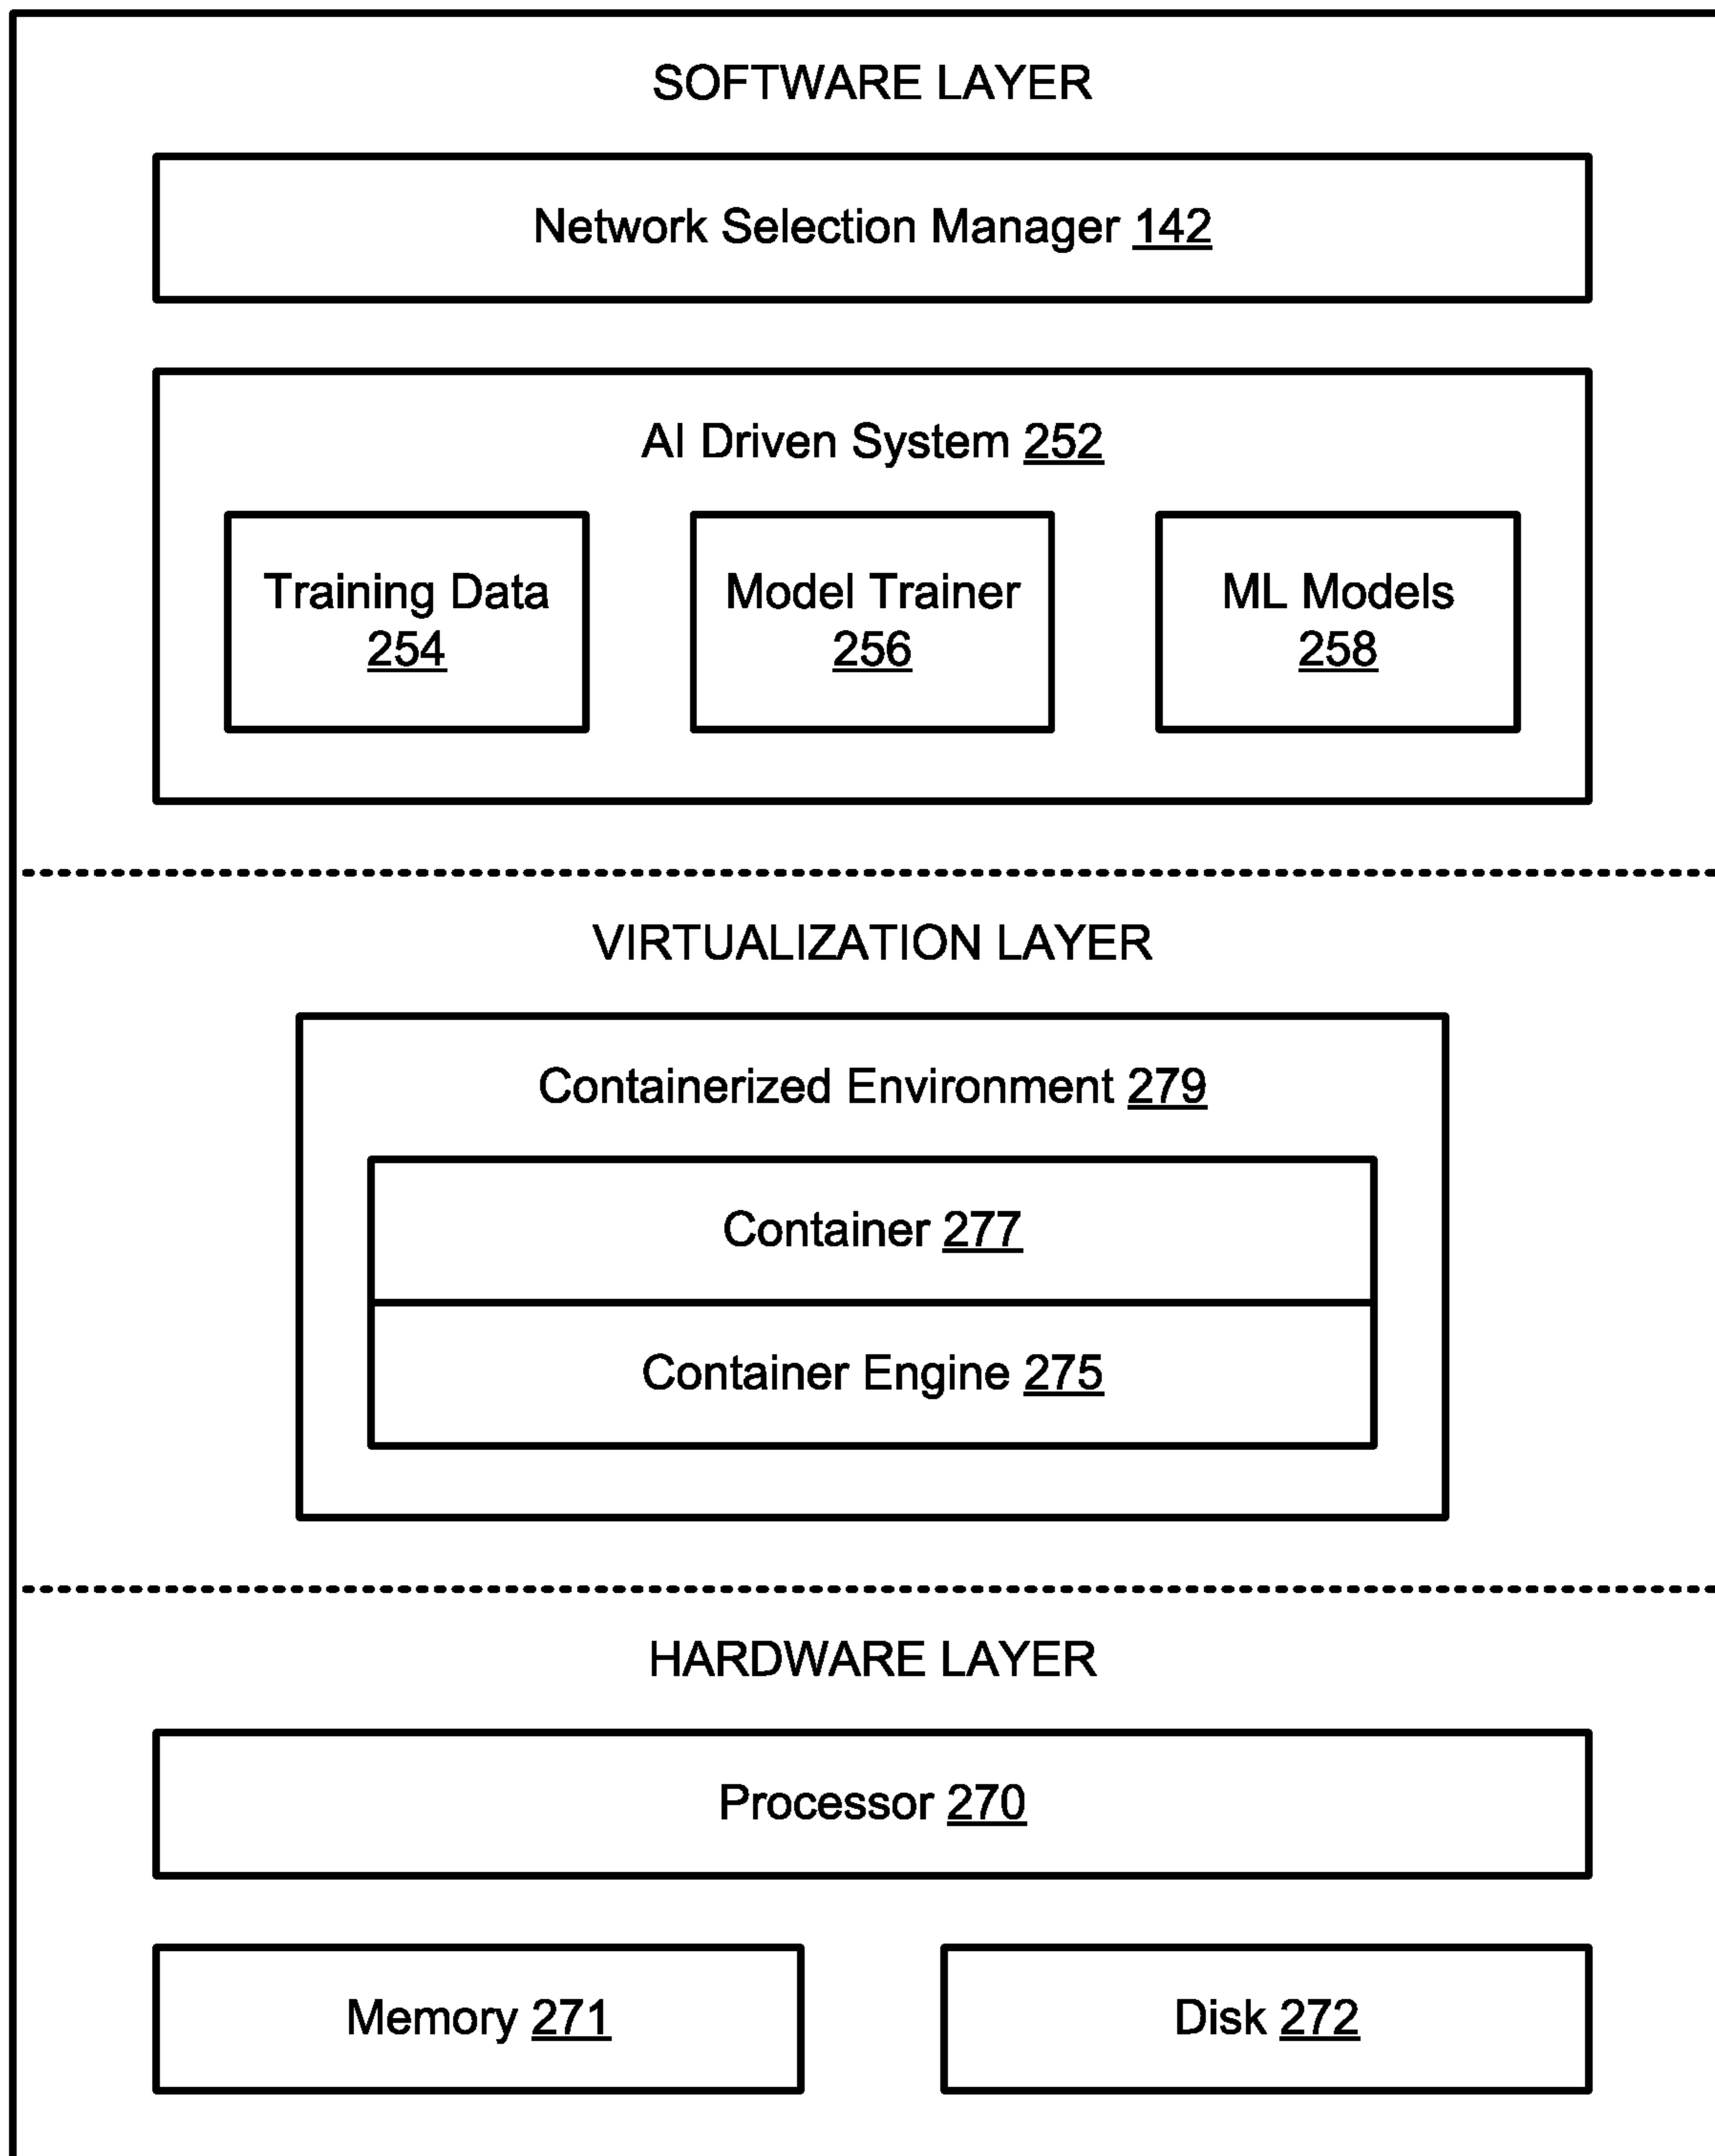 SOFTWARE LAYER
Network Selection Manager 142
AI Driven System 252
Training Data
254
Model Trainer
256
ML Models
258
VIRTUALIZATION LAYER
Containerized Environment 279
Container 277
Container Engine 275
HARDWARE LAYER
Processor 270
Memory 271
Disk 272